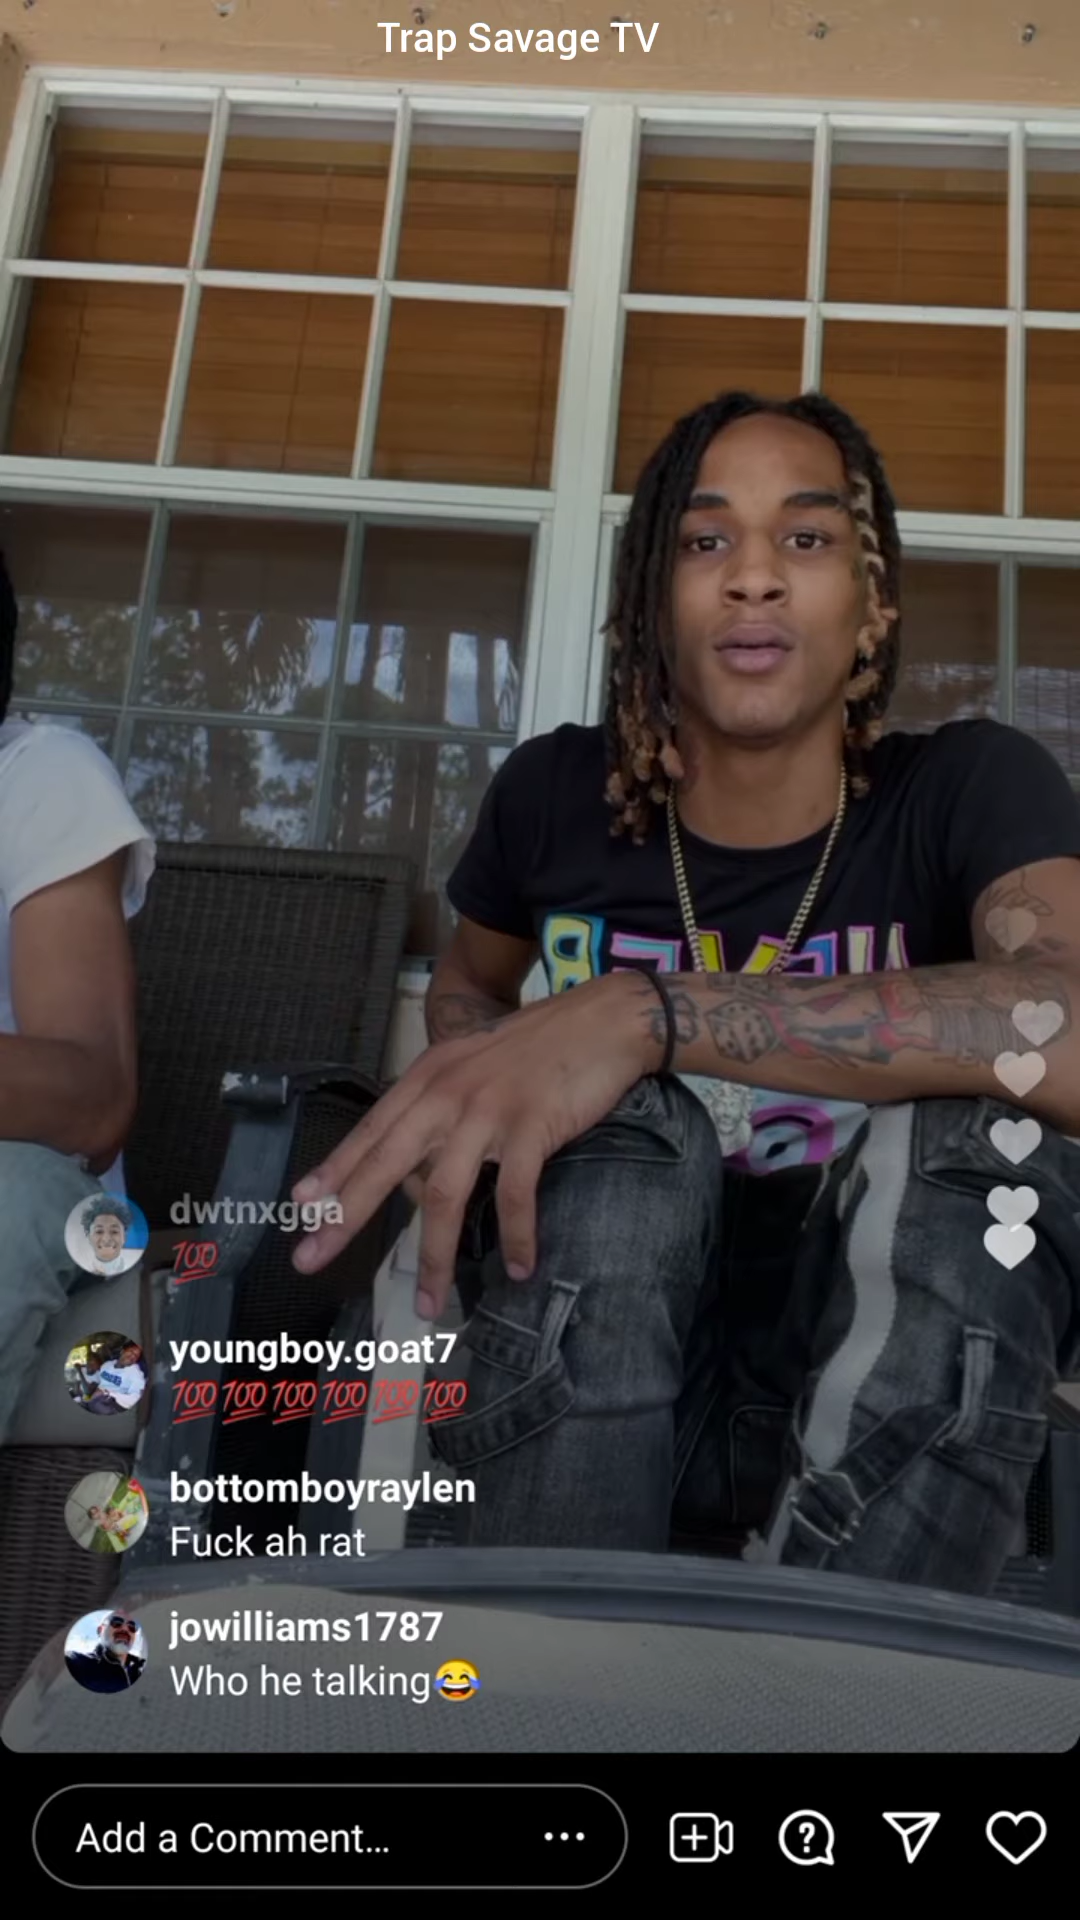 Trap Savage TV
dwtnxgga
💯
youngboy.goat7
💯💯💯💯💯💯
bottomboyraylen
Fuck ah rat
jowilliams1787
Who he talking😂
Add a Comment...